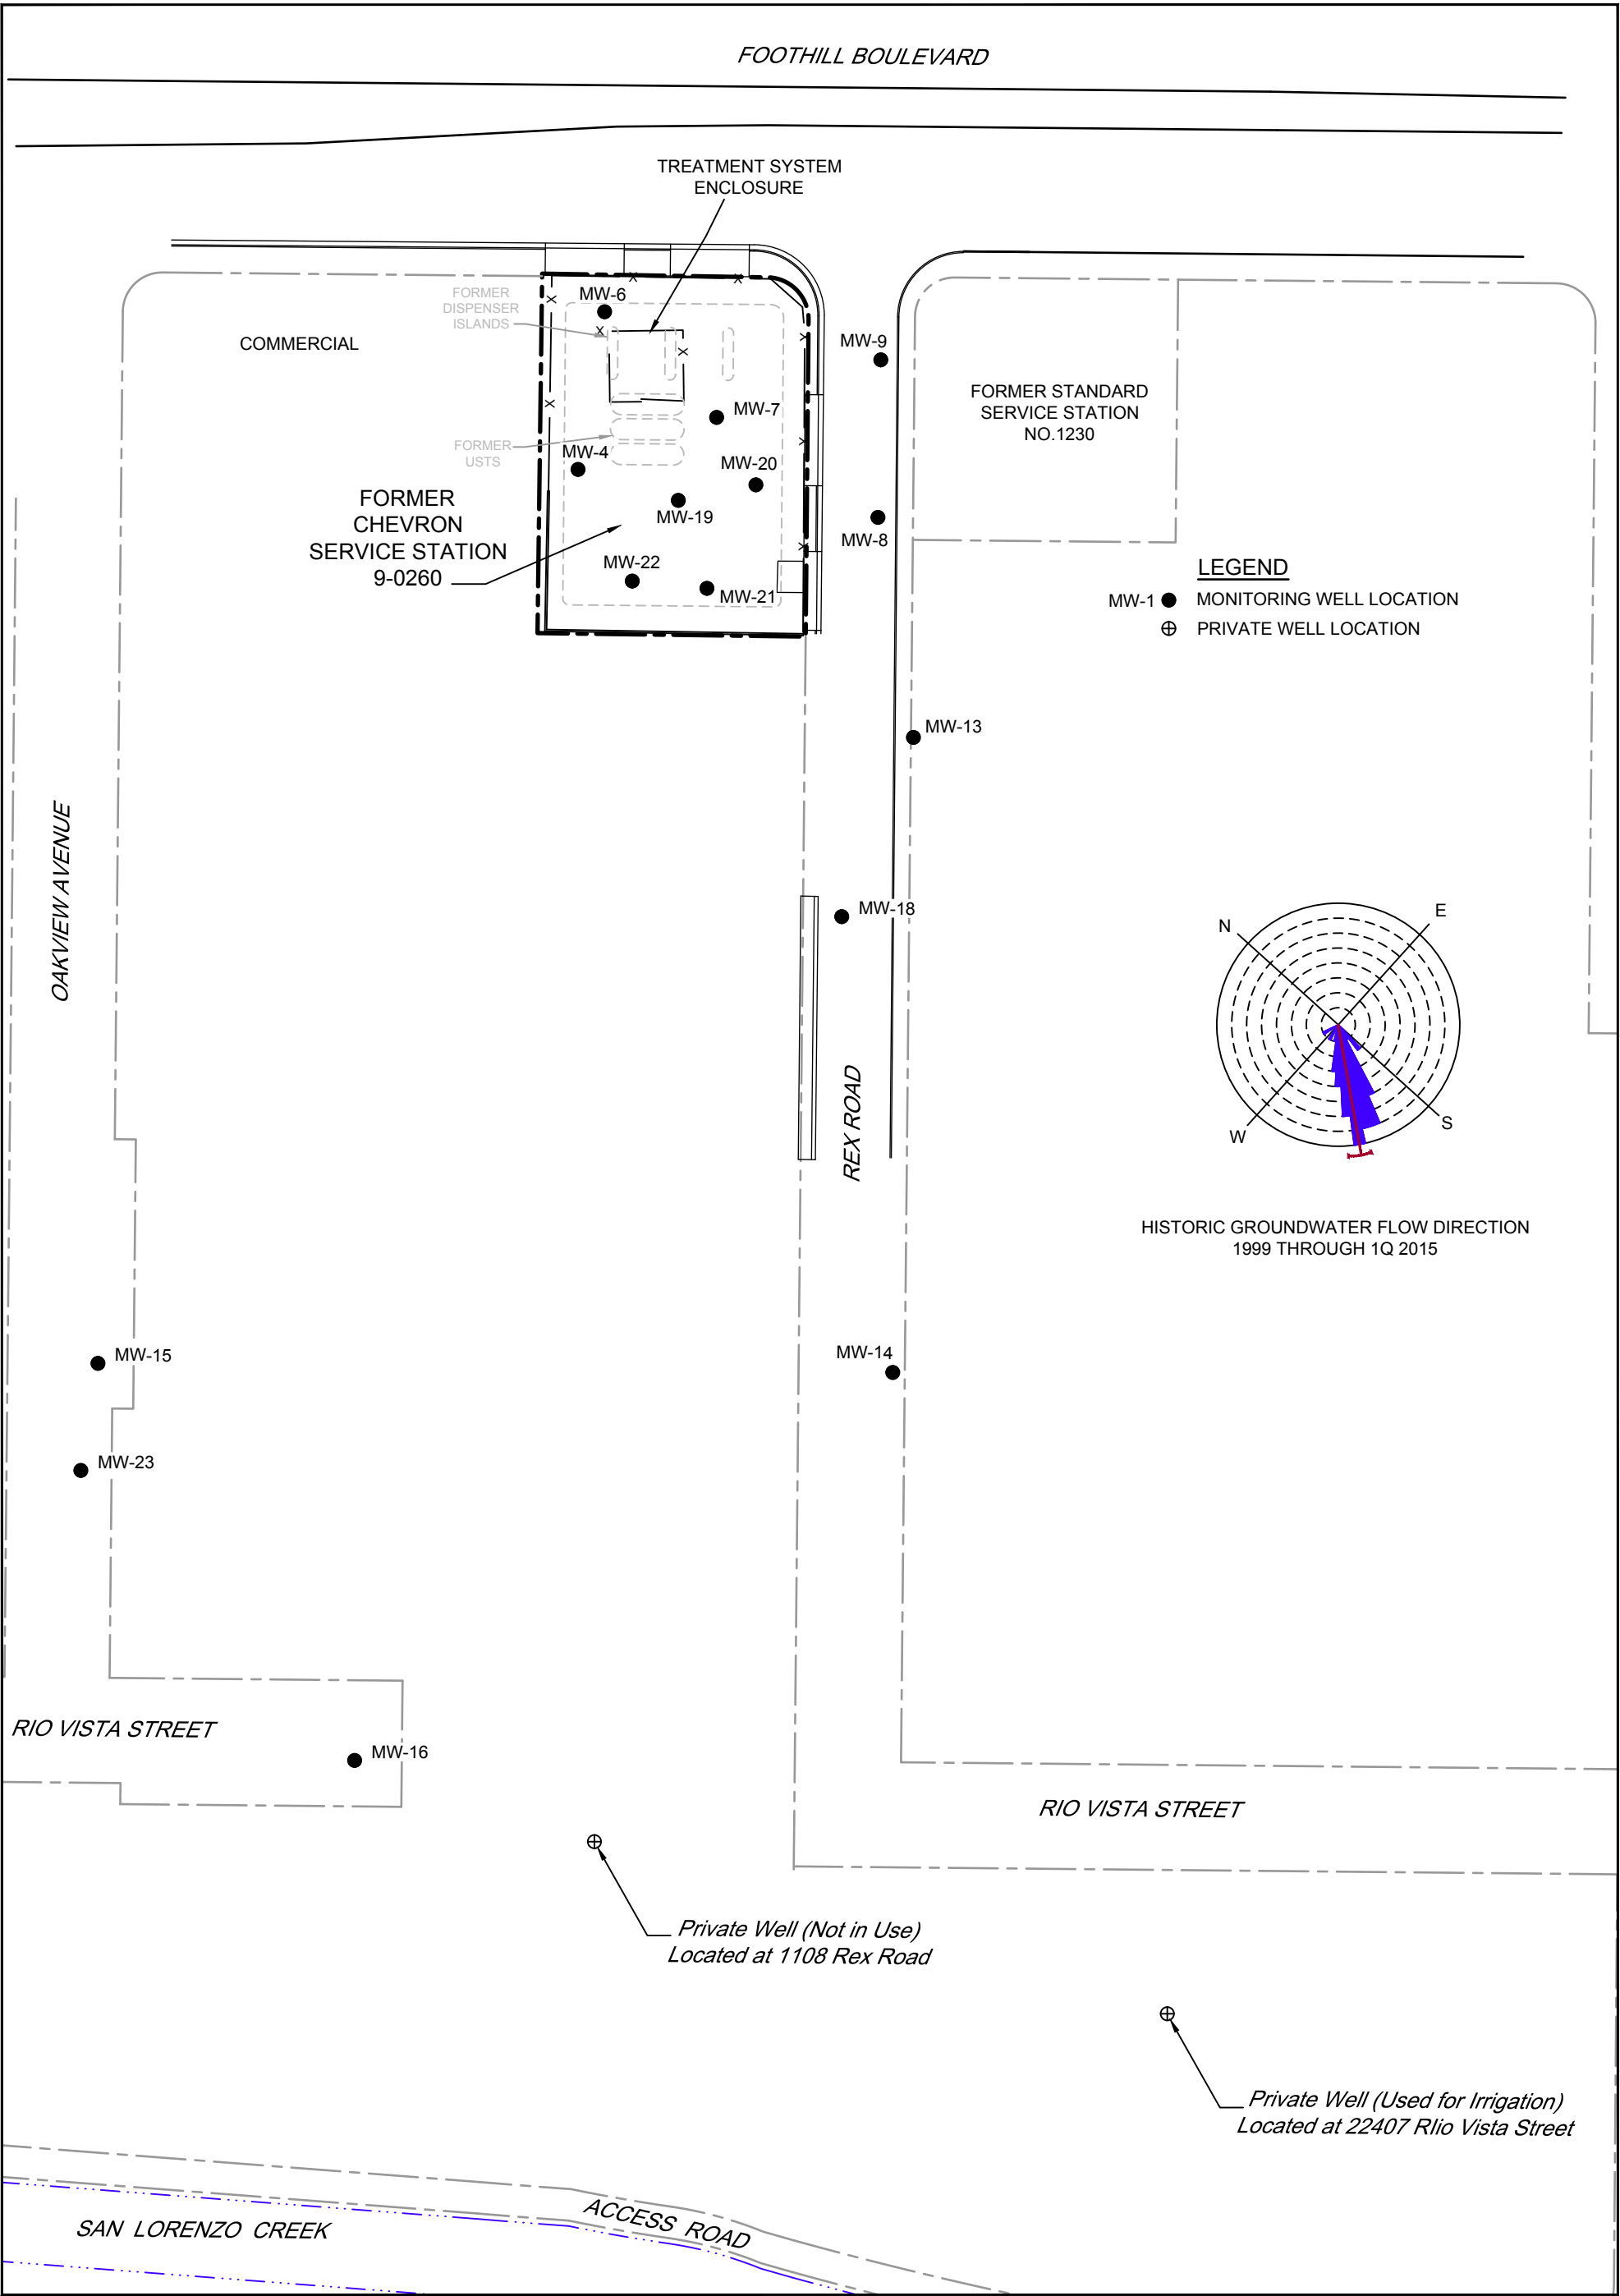 FOOTHILL BOULEVARD
TREATMENT SYSTEM
ENCLOSURE
FORMER
DISPENSER
ISLANDS
MW-6
X
X
X
X
X
X
X
X
X
COMMERCIAL
MW-9
FORMER STANDARD
SERVICE STATION
NO.1230
MW-7
FORMER
USTS
MW-4
MW-20
MW-19
MW-8
FORMER
CHEVRON
SERVICE STATION
9-0260
MW-22
MW-21
LEGEND
MW-1 MONITORING WELL LOCATION
PRIVATE WELL LOCATION
MW-13
OAKVIEW AVENUE
MW-18
N
E
W
S
REX ROAD
HISTORIC GROUNDWATER FLOW DIRECTION
1999 THROUGH 1Q 2015
MW-15
MW-14
MW-23
RIO VISTA STREET
MW-16
RIO VISTA STREET
Private Well (Not in Use)
Located at 1108 Rex Road
Private Well (Used for Irrigation)
Located at 22407 RIio Vista Street
ACCESS ROAD
SAN LORENZO CREEK